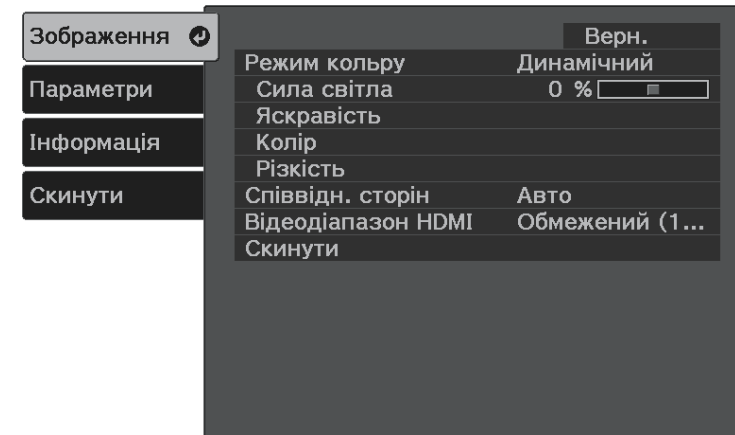 Зображення
Параметри
Інформація
Скинути
Верн.
Режим кольру Динамічний
Сила світла 0 %
Яскравість
Колір
Різкість
Співвідн. сторін Авто
Відеодіапазон HDMI Обмежений (1...
Скинути